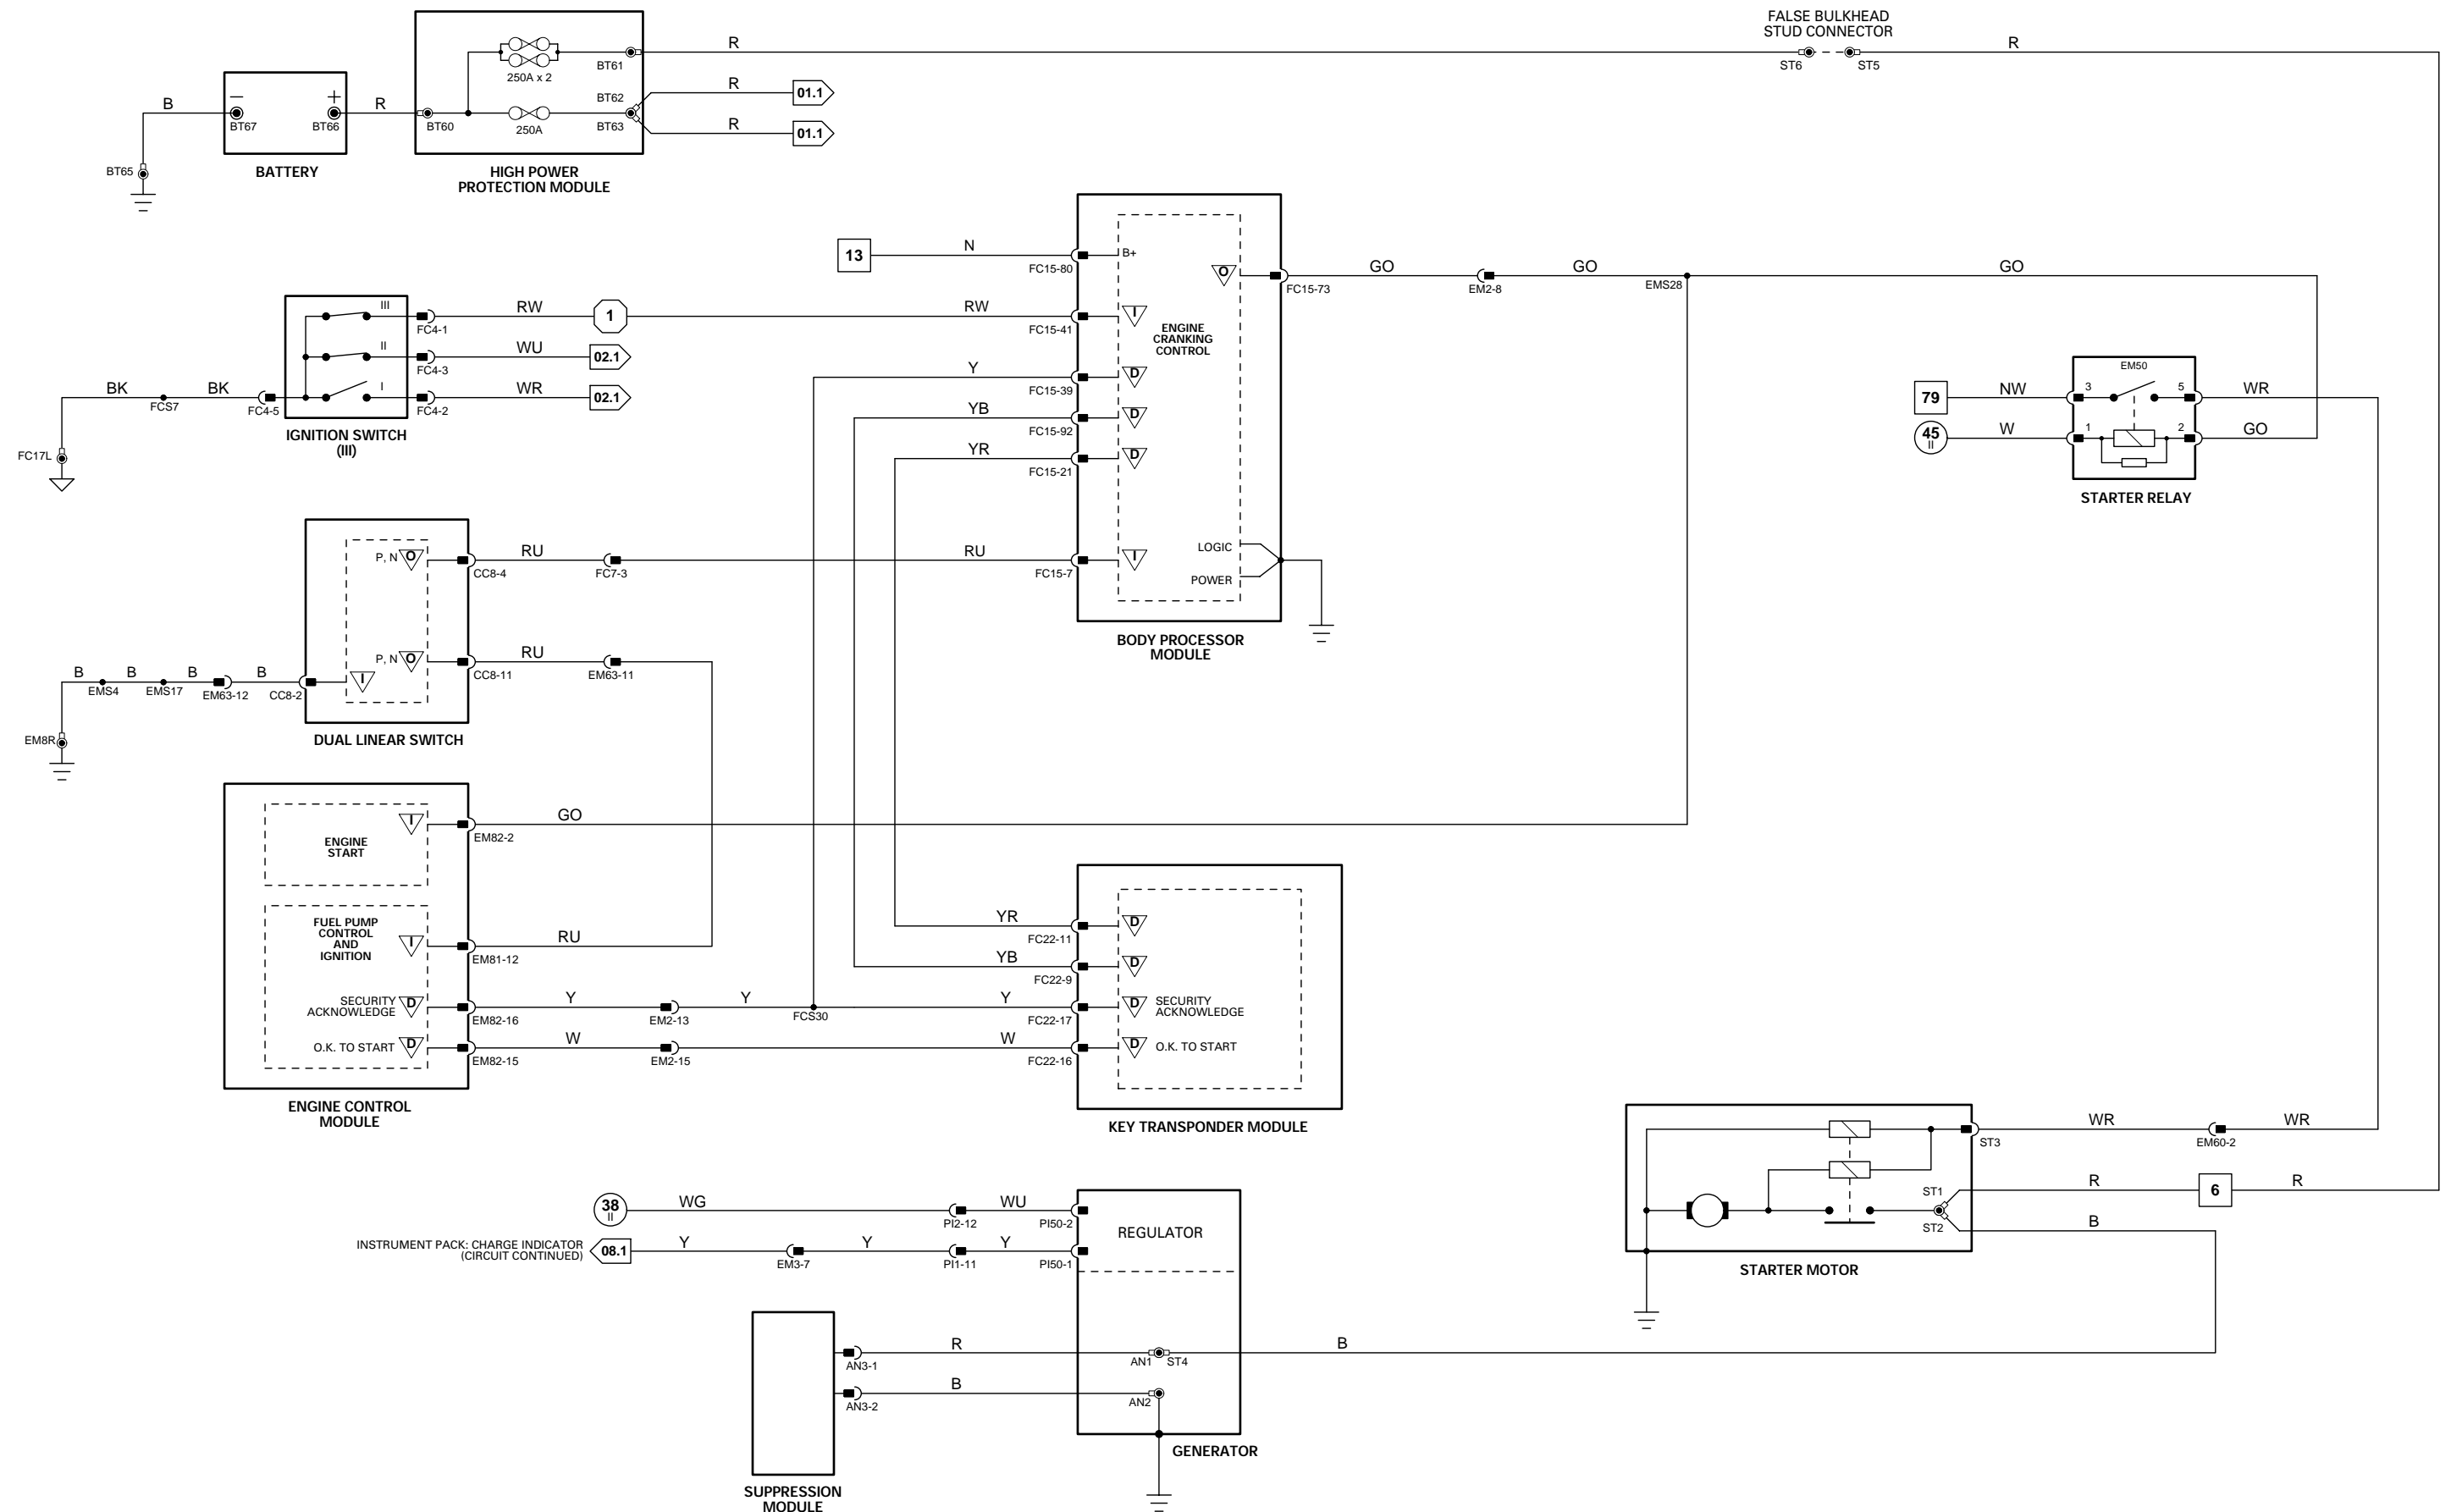 FALSE BULKHEAD
STUD CONNECTOR
R
R
ST6
ST5
250A x 2
BT61
R
01.1
BT62
B
–
+
R
BT67
BT66
BT60
250A
BT63
R
01.1
BT65
BATTERY
HIGH POWER
PROTECTION MODULE
13
N
B+
FC15-80
O
GO
GO
GO
FC15-73
EM2-8
EMS28
III
RW
1
RW
I
FC4-1
FC15-41
ENGINE
CRANKING
CONTROL
II
WU
02.1
FC4-3
Y
D
FC15-39
BK
BK
I
WR
02.1
FCS7
FC4-5
FC4-2
YB
D
FC15-92
IGNITION SWITCH
(III)
YR
D
FC15-21
FC17L
EM50
79
NW
3
5
WR
45
II
W
1
2
GO
STARTER RELAY
P, N
O
RU
RU
I
CC8-4
FC7-3
FC15-7
LOGIC
POWER
BODY PROCESSOR
MODULE
P, N
O
RU
CC8-11
EM63-11
B
B
B
B
I
EMS4
EMS17
EM63-12
CC8-2
EM8R
DUAL LINEAR SWITCH
I
GO
EM82-2
ENGINE
START
FUEL PUMP
CONTROL
AND
IGNITION
I
RU
EM81-12
YR
D
FC22-11
YB
D
FC22-9
SECURITY
ACKNOWLEDGE
D
Y
Y
Y
D
SECURITY
ACKNOWLEDGE
EM82-16
EM2-13
FCS30
FC22-17
O.K. TO START
D
W
W
D
O.K. TO START
EM82-15
EM2-15
FC22-16
ENGINE CONTROL
MODULE
KEY TRANSPONDER MODULE
WR
WR
ST3
EM60-2
ST1
R
6
R
ST2
B
STARTER MOTOR
38
II
WG
WU
PI2-12
PI50-2
REGULATOR
INSTRUMENT PACK: CHARGE INDICATOR
(CIRCUIT CONTINUED)
08.1
Y
Y
Y
EM3-7
PI1-11
PI50-1
R
B
AN3-1
AN1
ST4
B
AN3-2
AN2
GENERATOR
SUPPRESSION
MODULE